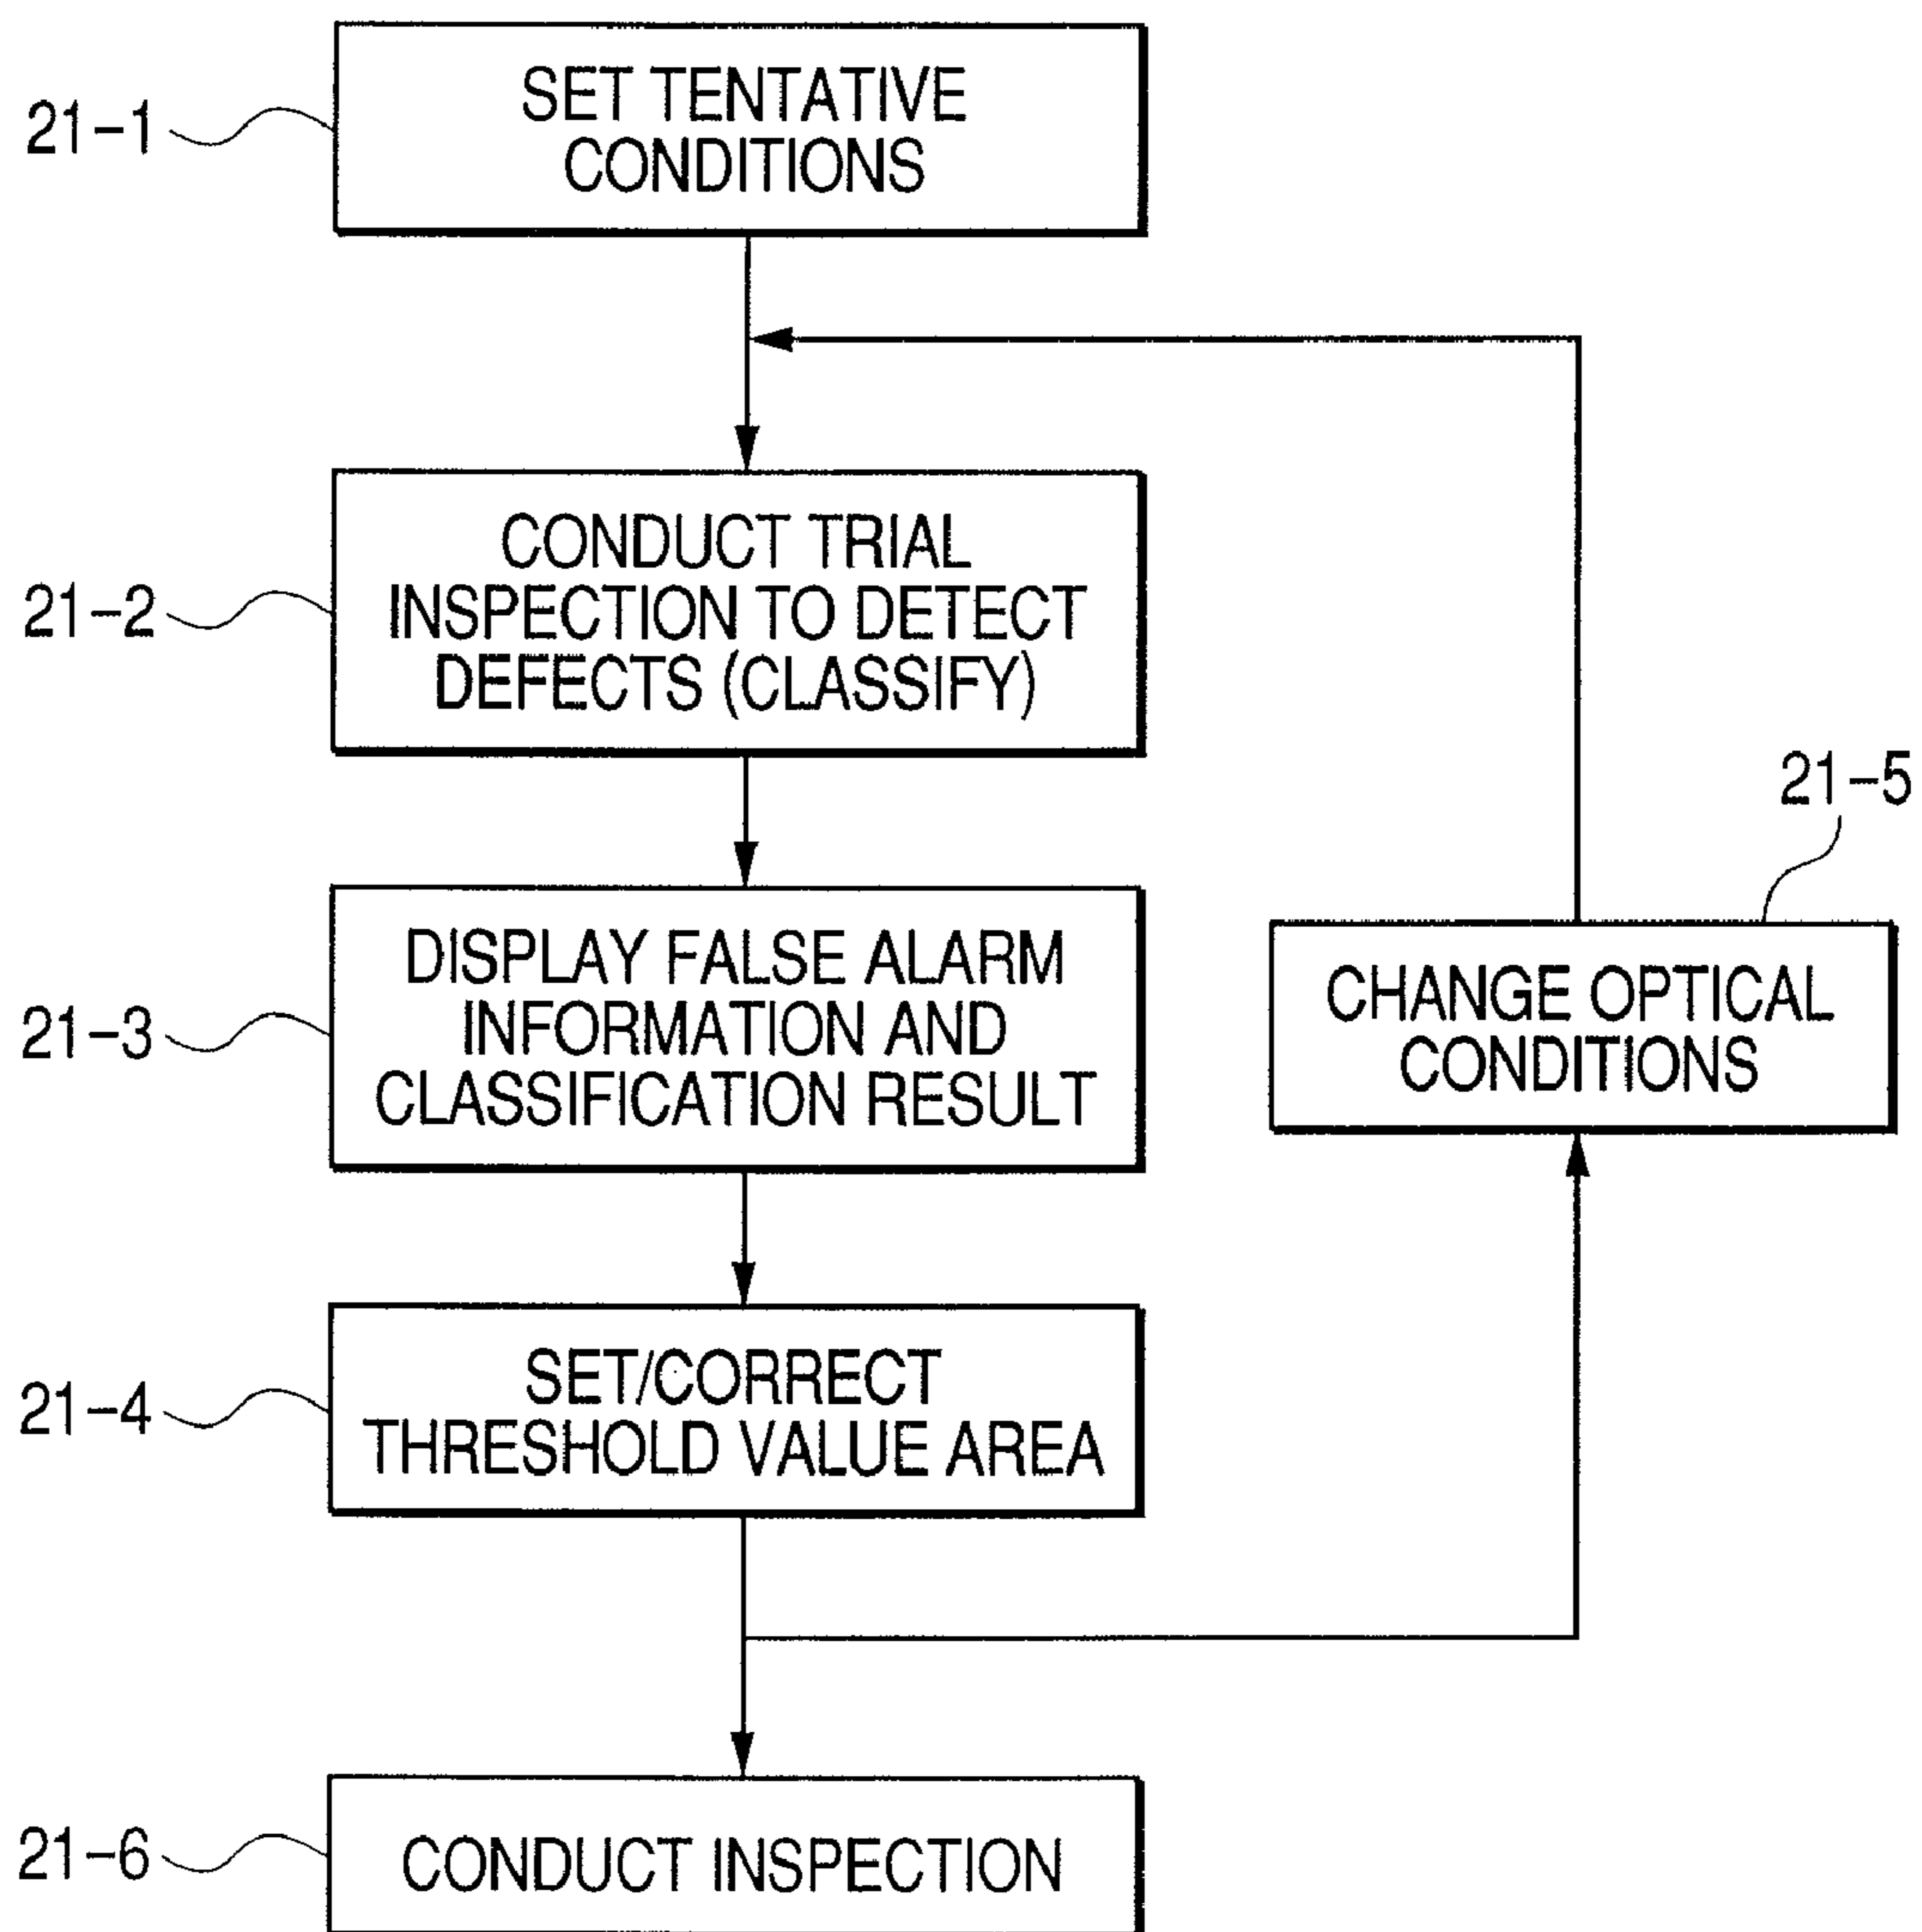 21-1
SET TENTATIVE
CONDITIONS
21-2
CONDUCT TRIAL
INSPECTION TO DETECT
DEFECTS (CLASSIFY)
21-3
DISPLAY FALSE ALARM
INFORMATION AND
CLASSIFICATION RESULT
21-5
CHANGE OPTICAL
CONDITIONS
21-4
SET/CORRECT
THRESHOLD VALUE AREA
21-6
CONDUCT INSPECTION